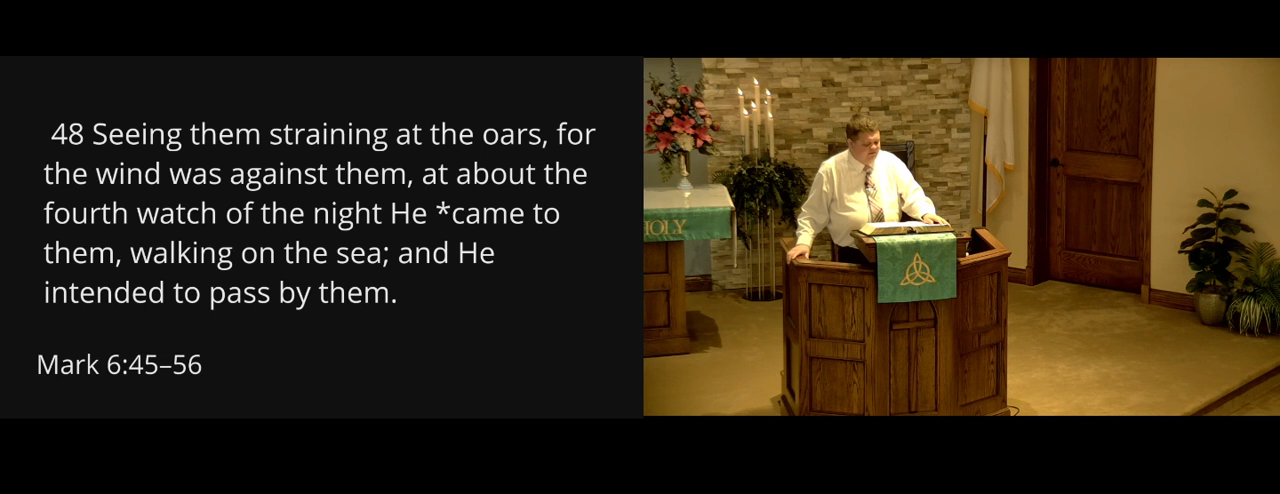 48 Seeing them straining at the oars, for
the wind was against them, at about the
fourth watch of the night He *came to
them, walking on the sea; and He
intended to pass by them.
Mark 6:45–56
HOLY